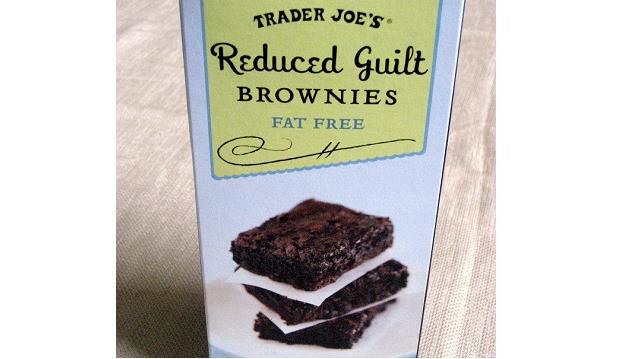 TRADER JOE'S®
Reduced Guilt
BROWNIES
FAT FREE